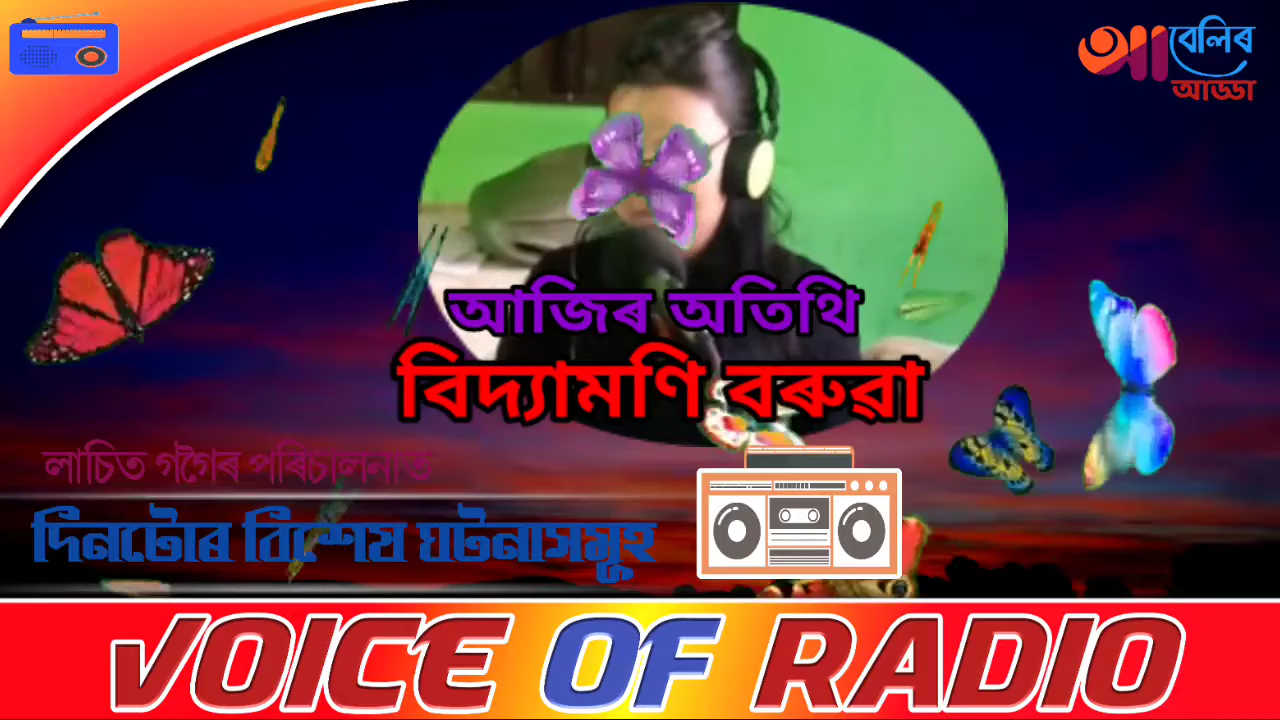 আবেলিৰ
আড্ডা
আজিৰ অতিথি
বিদ্যামণি বৰুৱা
লাচিত গগৈৰ পৰিচালনাত
দিনটোৰ বিশেষ ঘটনাসমূহ
VOICE OF RADIO